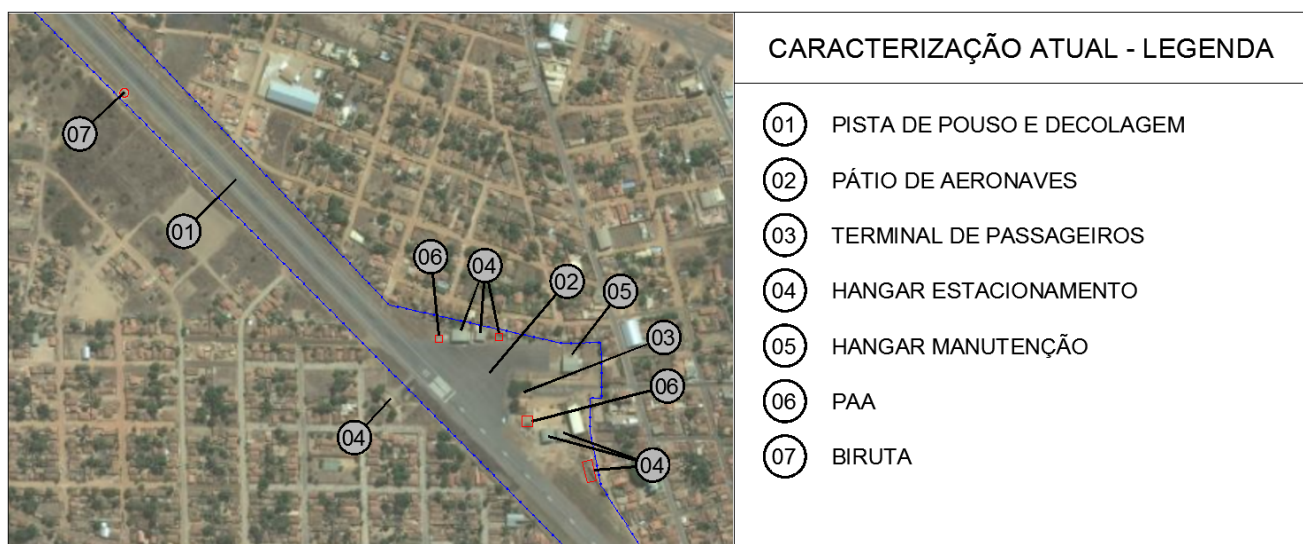 CARACTERIZAÇÃO ATUAL - LEGENDA
01 PISTA DE POUSO E DECOLAGEM
02 PÁTIO DE AERONAVES
03 TERMINAL DE PASSAGEIROS
04 HANGAR ESTACIONAMENTO
05 HANGAR MANUTENÇÃO
06 PAA
07 BIRUTA
07
01
06
04
02
05
03
06
04
04